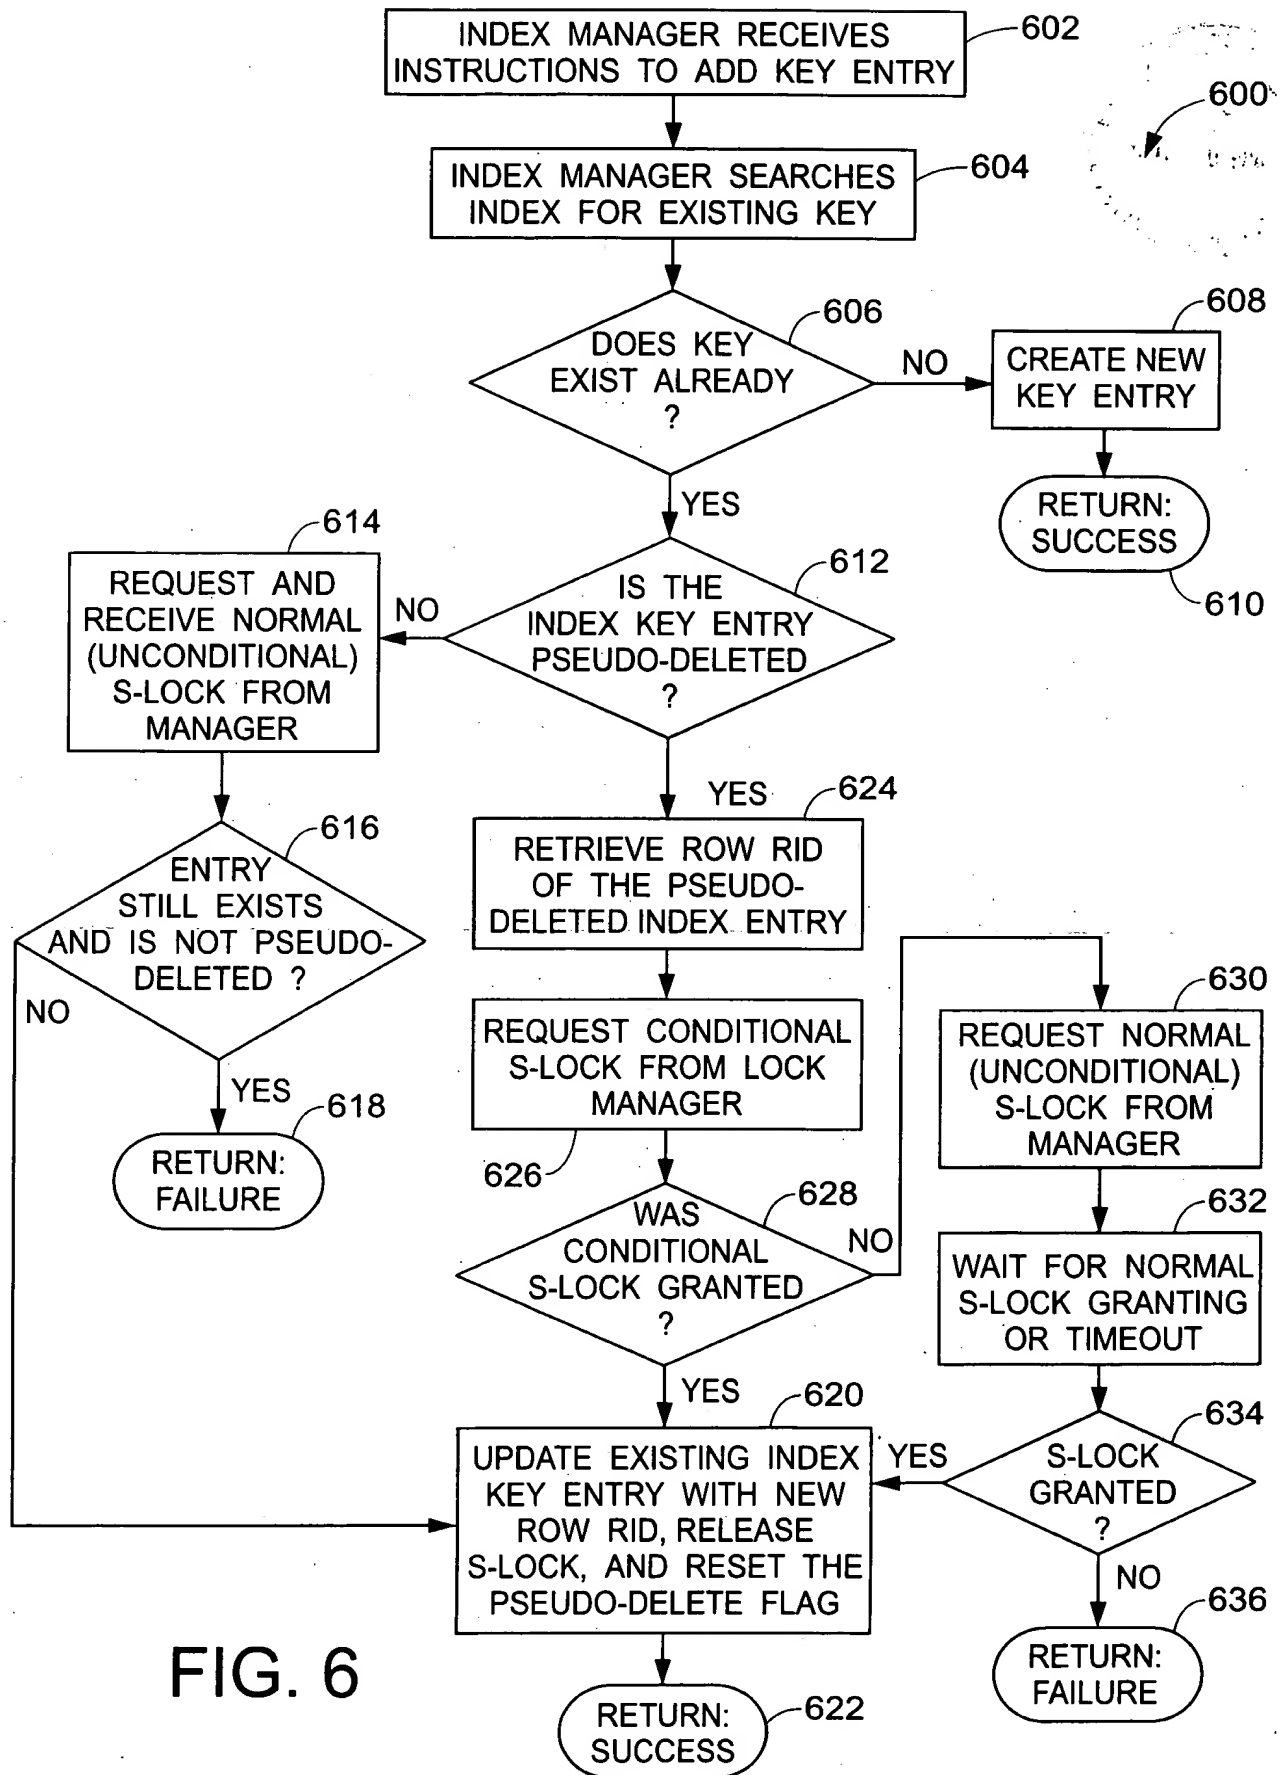 INDEX MANAGER RECEIVES
INSTRUCTIONS TO ADD KEY ENTRY
602
600
INDEX MANAGER SEARCHES
INDEX FOR EXISTING KEY
604
DOES KEY
EXIST ALREADY
?
606
NO
608
CREATE NEW
KEY ENTRY
RETURN:
SUCCESS
610
YES
IS THE
INDEX KEY ENTRY
PSEUDO-DELETED
?
612
NO
614
REQUEST AND
RECEIVE NORMAL
(UNCONDITIONAL)
S-LOCK FROM
MANAGER
616
ENTRY
STILL EXISTS
AND IS NOT PSEUDO-
DELETED ?
NO
YES
618
RETURN:
FAILURE
YES
624
RETRIEVE ROW RID
OF THE PSEUDO-
DELETED INDEX ENTRY
REQUEST CONDITIONAL
S-LOCK FROM LOCK
MANAGER
626
WAS
CONDITIONAL
S-LOCK GRANTED
?
628
NO
630
REQUEST NORMAL
(UNCONDITIONAL)
S-LOCK FROM
MANAGER
632
WAIT FOR NORMAL
S-LOCK GRANTING
OR TIMEOUT
634
S-LOCK
GRANTED
?
YES
NO
636
RETURN:
FAILURE
YES
620
UPDATE EXISTING INDEX
KEY ENTRY WITH NEW
ROW RID, RELEASE
S-LOCK, AND RESET THE
PSEUDO-DELETE FLAG
RETURN:
SUCCESS
622
FIG. 6